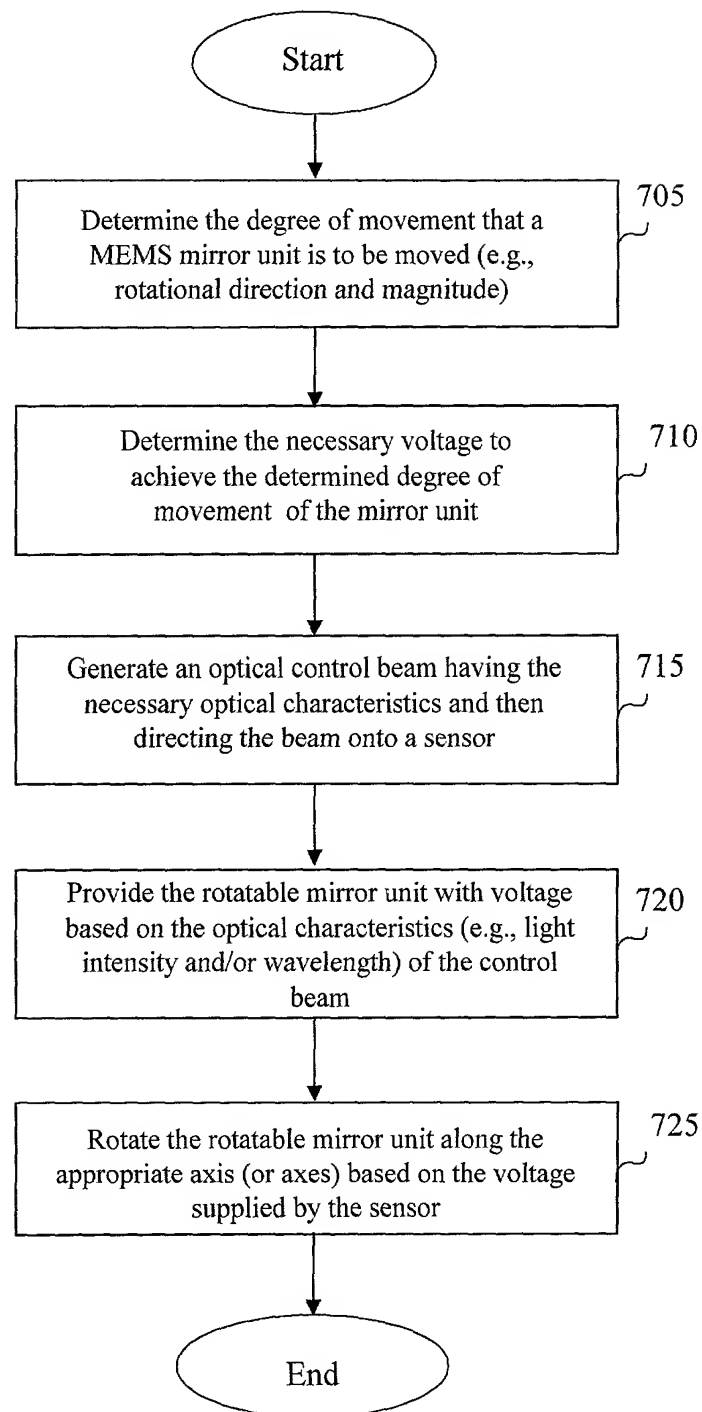 Start
705
Determine the degree of movement that a
MEMS mirror unit is to be moved (e.g.,
rotational direction and magnitude)
710
Determine the necessary voltage to
achieve the determined degree of
movement of the mirror unit
715
Generate an optical control beam having the
necessary optical characteristics and then
directing the beam onto a sensor
720
Provide the rotatable mirror unit with voltage
based on the optical characteristics (e.g., light
intensity and/or wavelength) of the control
beam
725
Rotate the rotatable mirror unit along the
appropriate axis (or axes) based on the voltage
supplied by the sensor
End